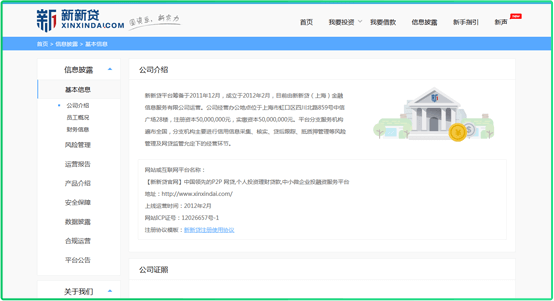 新新贷
XINXINDAI.COM
首页
我要投资
我要借款
信息披露
新手指引
新声
NEW
首页 > 信息披露 > 基本信息
信息披露
基本信息
公司介绍
员工概况
财务信息
风险管理
运营报告
产品介绍
安全保障
数据披露
合规运营
平台公告
关于我们
公司介绍
新新贷平台筹备于2011年12月，成立于2012年2月，目前由新新贷（上海）金融
信息服务有限公司运营。公司经营办公地点位于上海市虹口区四川北路859号中信
广场28楼，注册资本50,000,000元，实缴资本50,000,000元。平台分支服务机构
遍布全国，分支机构主要进行信用信息采集、核实、贷后跟踪、抵质押管理等风险
管理及网贷监管允定下的经营环节。
网站或互联网平台名称：
【新新贷官网】中国领先的P2P 网贷,个人投资理财贷款,中小微企业投融资服务平台
地址：http://www.xinxindai.com/
上线运营时间：2012年2月
网站ICP证号：12026657号-1
注册协议模板：新新贷注册使用协议
公司证照